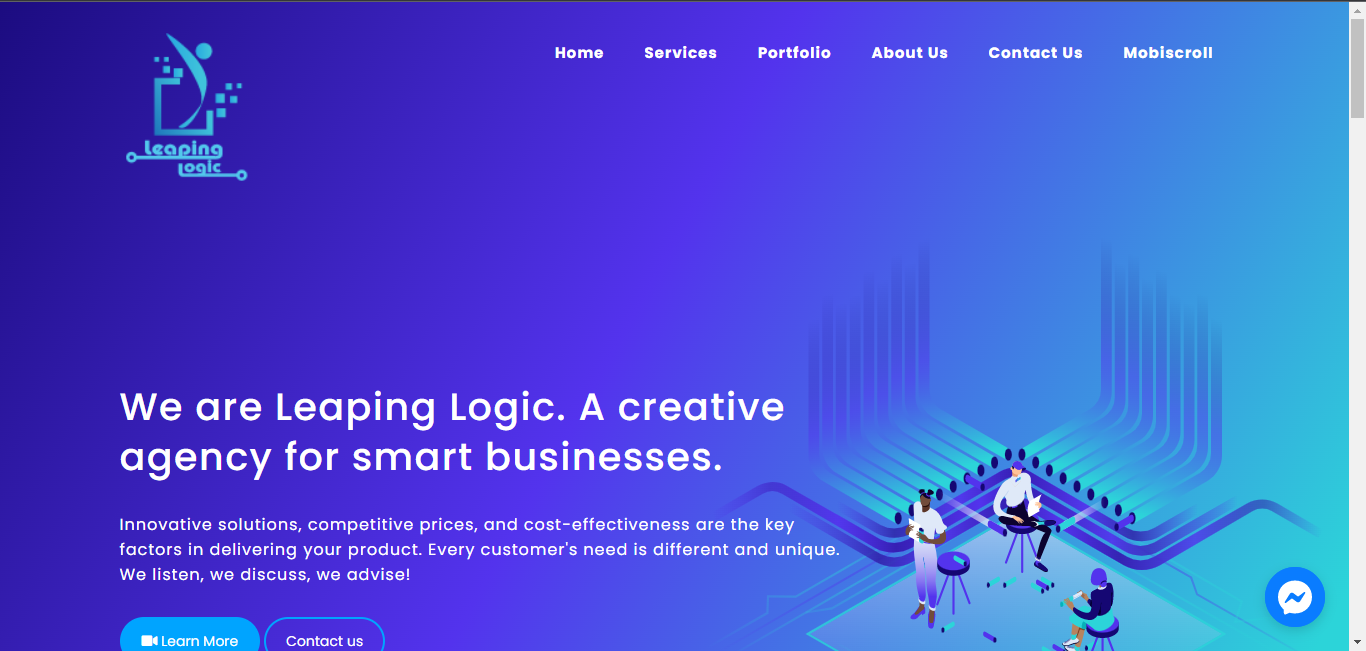 Leaping
Logic
Home Services Portfolio About Us Contact Us Mobiscroll
We are Leaping Logic. A creative
agency for smart businesses.
Innovative solutions, competitive prices, and cost-effectiveness are the key
factors in delivering your product. Every customer's need is different and unique.
We listen, we discuss, we advise!
Learn More Contact us